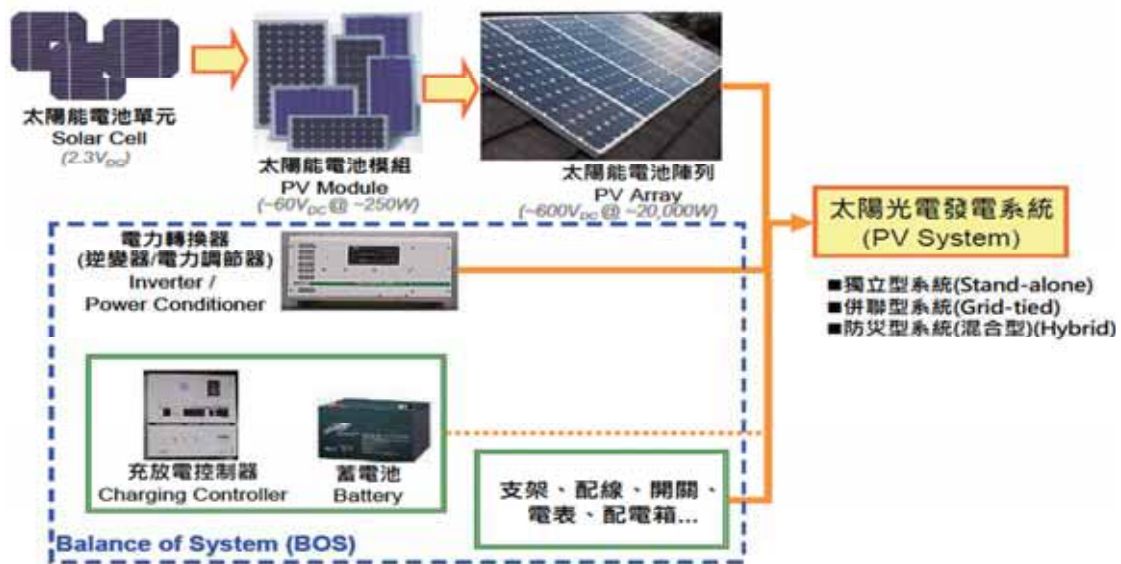 太陽能電池單元
Solar Cell
(2.3V_DC)
太陽能電池模組
PV Module
(~60V_DC @ ~250W)
太陽能電池陣列
PV Array
(~600V_DC @ ~20,000W)
電力轉換器
(逆變器/電力調節器)
Inverter /
Power Conditioner
太陽光電發電系統
(PV System)
■獨立型系統(Stand-alone)
■併聯型系統(Grid-tied)
■防災型系統(混合型)(Hybrid)
充放電控制器
Charging Controller
蓄電池
Battery
支架、配線、開關、
電表、配電箱...
Balance of System (BOS)